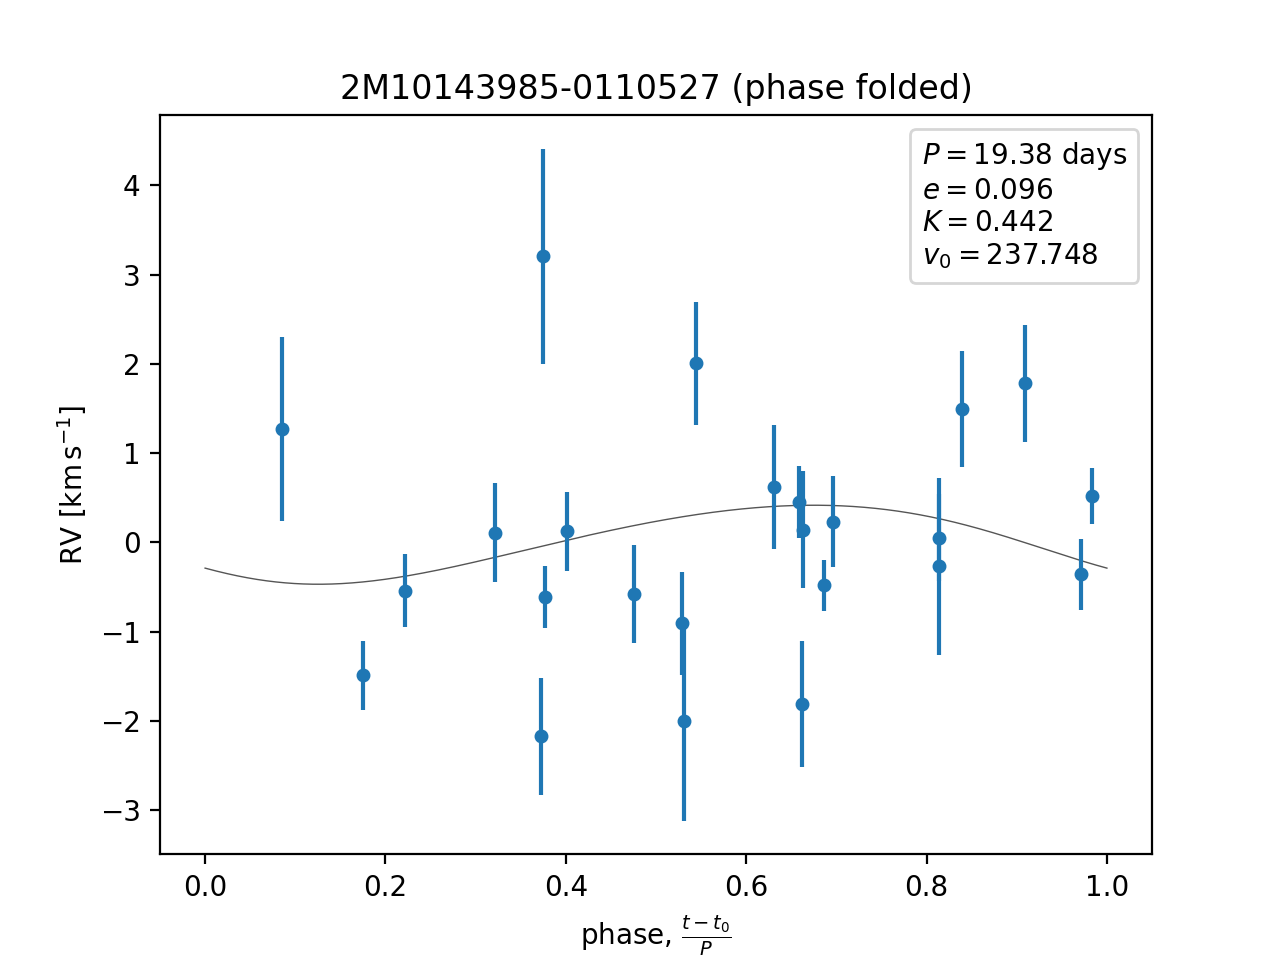 2M10143985-0110527 (phase folded)
P = 19.38 days
e = 0.096
K = 0.442
v₀ = 237.748
RV [km s⁻¹]
4
3
2
1
0
−1
−2
−3
0.0 0.2 0.4 0.6 0.8 1.0
phase, (t − t₀)/P